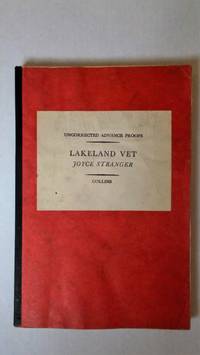 UNCORRECTED ADVANCE PROOFS
LAKELAND VET
JOYCE STRANGER
COLLINS